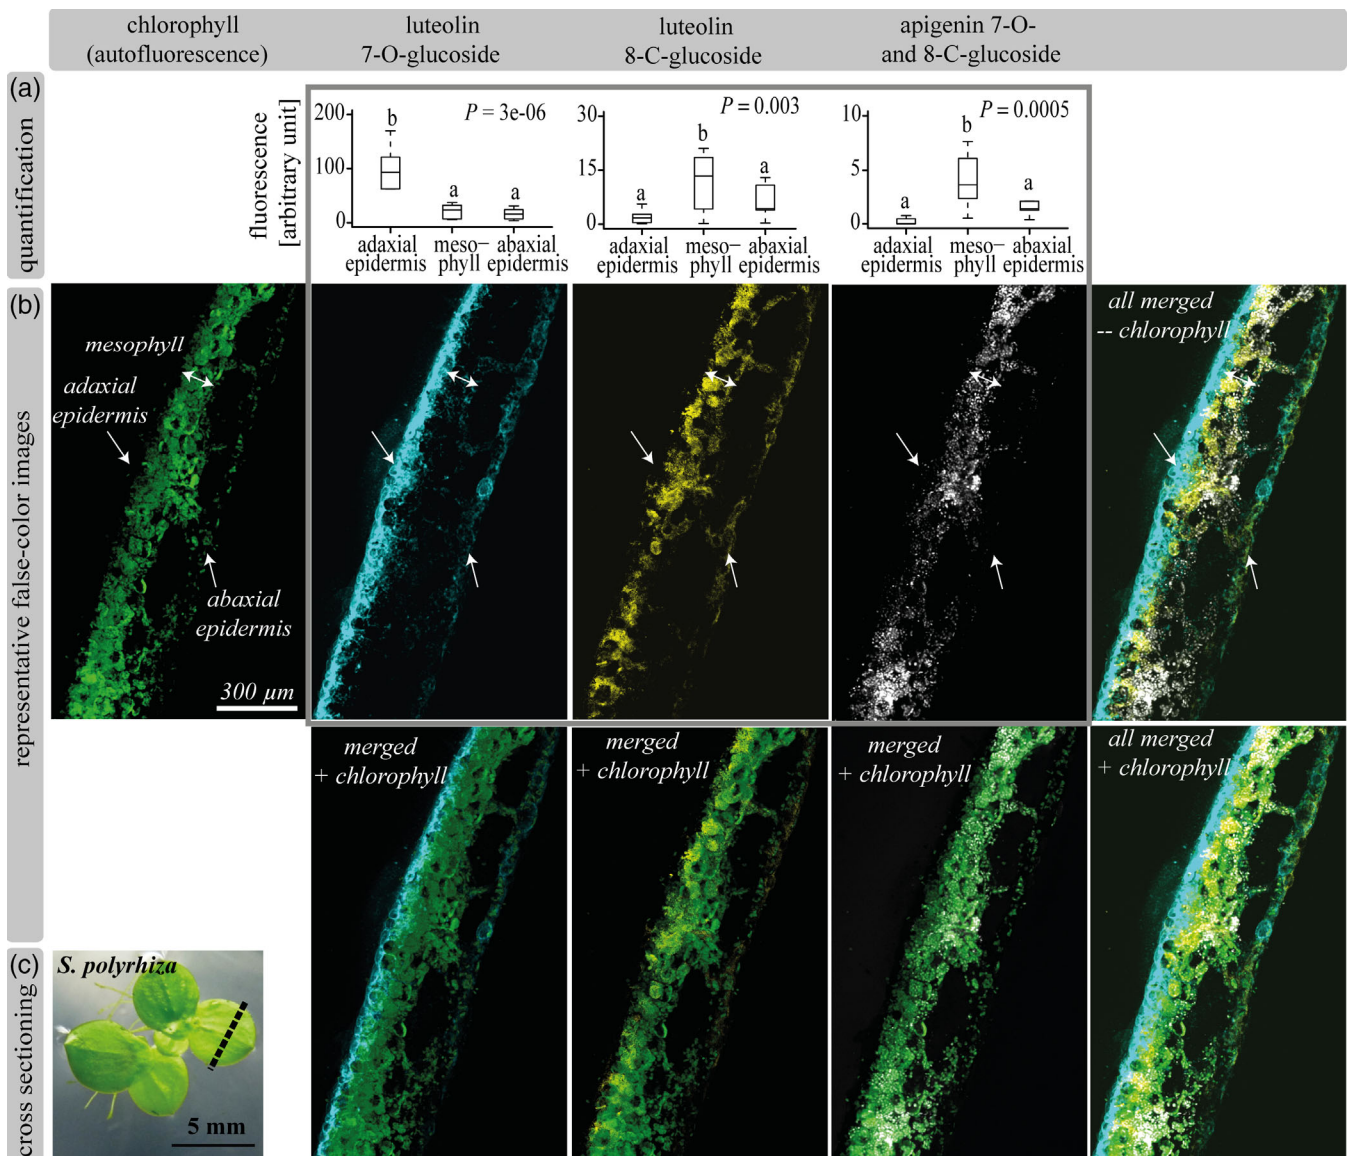 chlorophyll
(autofluorescence)
luteolin
7-O-glucoside
luteolin
8-C-glucoside
apigenin 7-O-
and 8-C-glucoside
(a)
quantification
fluorescence
[arbitrary unit]
200
100
0
b
a
a
P = 3e-06
adaxial
epidermis
meso–
phyll
abaxial
epidermis
30
15
0
a
b
a
P = 0.003
adaxial
epidermis
meso–
phyll
abaxial
epidermis
10
5
0
a
b
a
P = 0.0005
adaxial
epidermis
meso–
phyll
abaxial
epidermis
(b)
representative false-color images
mesophyll
adaxial
epidermis
abaxial
epidermis
300 µm
all merged
-- chlorophyll
merged
+ chlorophyll
merged
+ chlorophyll
merged
+ chlorophyll
all merged
+ chlorophyll
(c)
cross sectioning
S. polyrhiza
5 mm